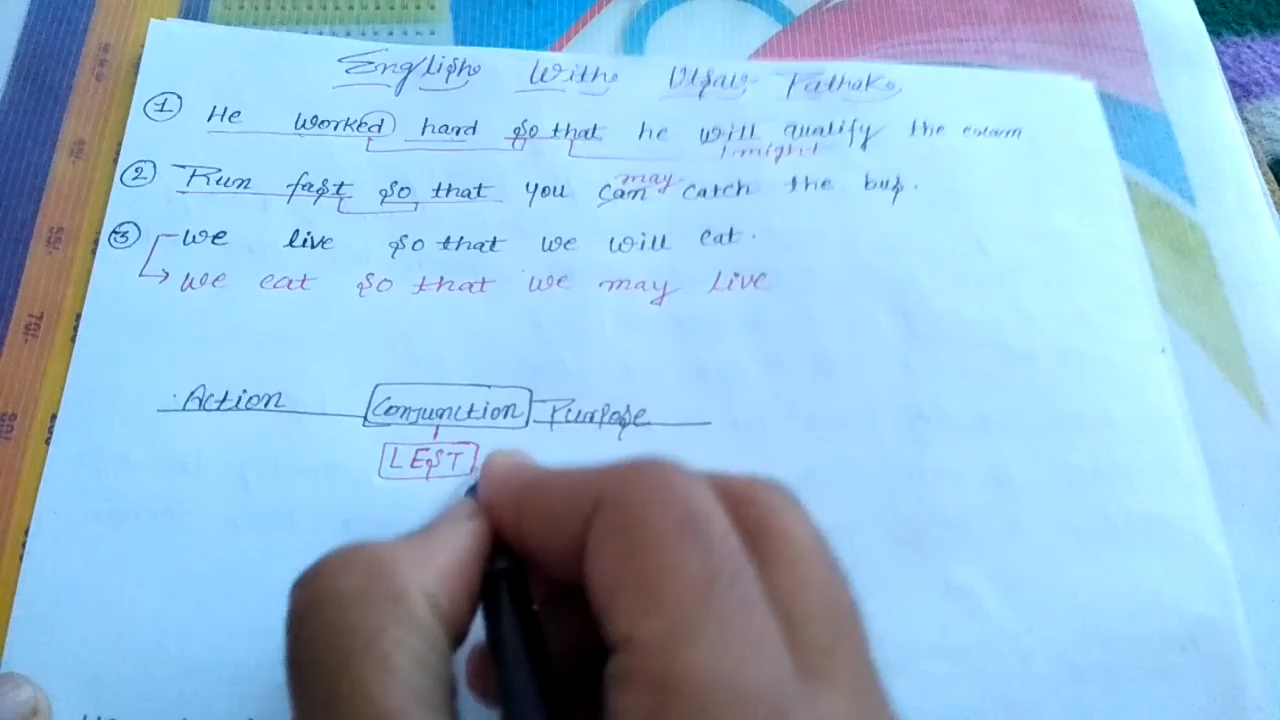 English With Vijay Pathak
① He worked hard so that he will qualify the exam
might
② Run fast so that you can catch the bus.
may
③ we live so that we will eat.
we eat so that we may live
Action Conjunction Purpose
LEST